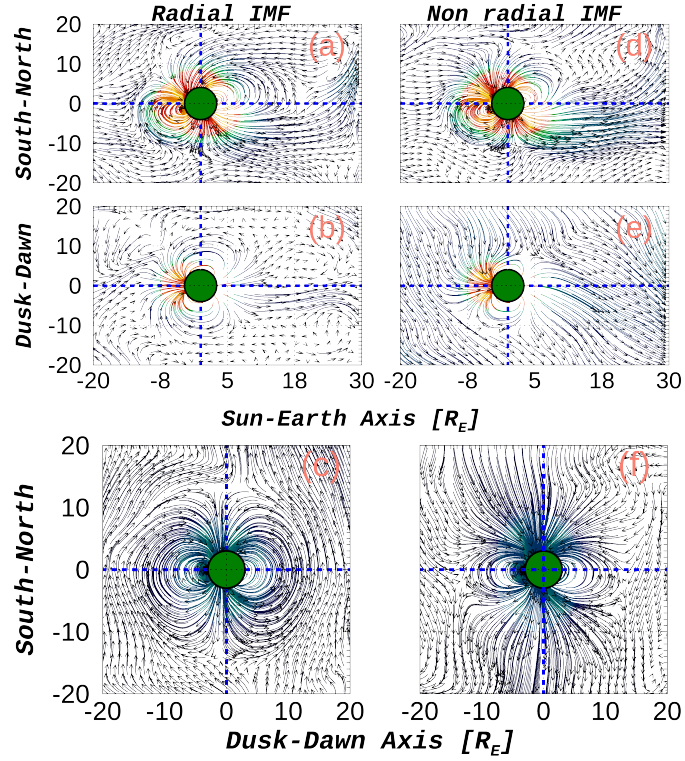 Radial IMF
Non radial IMF
South-North
20
10
0
-10
-20
(a)
(d)
Dusk-Dawn
20
10
0
-10
-20
(b)
(e)
-20 -8 5 18 30
-20 -8 5 18 30
Sun-Earth Axis [RE]
South-North
20
10
0
-10
-20
(c)
(f)
-20 -10 0 10 20
-20 -10 0 10 20
Dusk-Dawn Axis [RE]